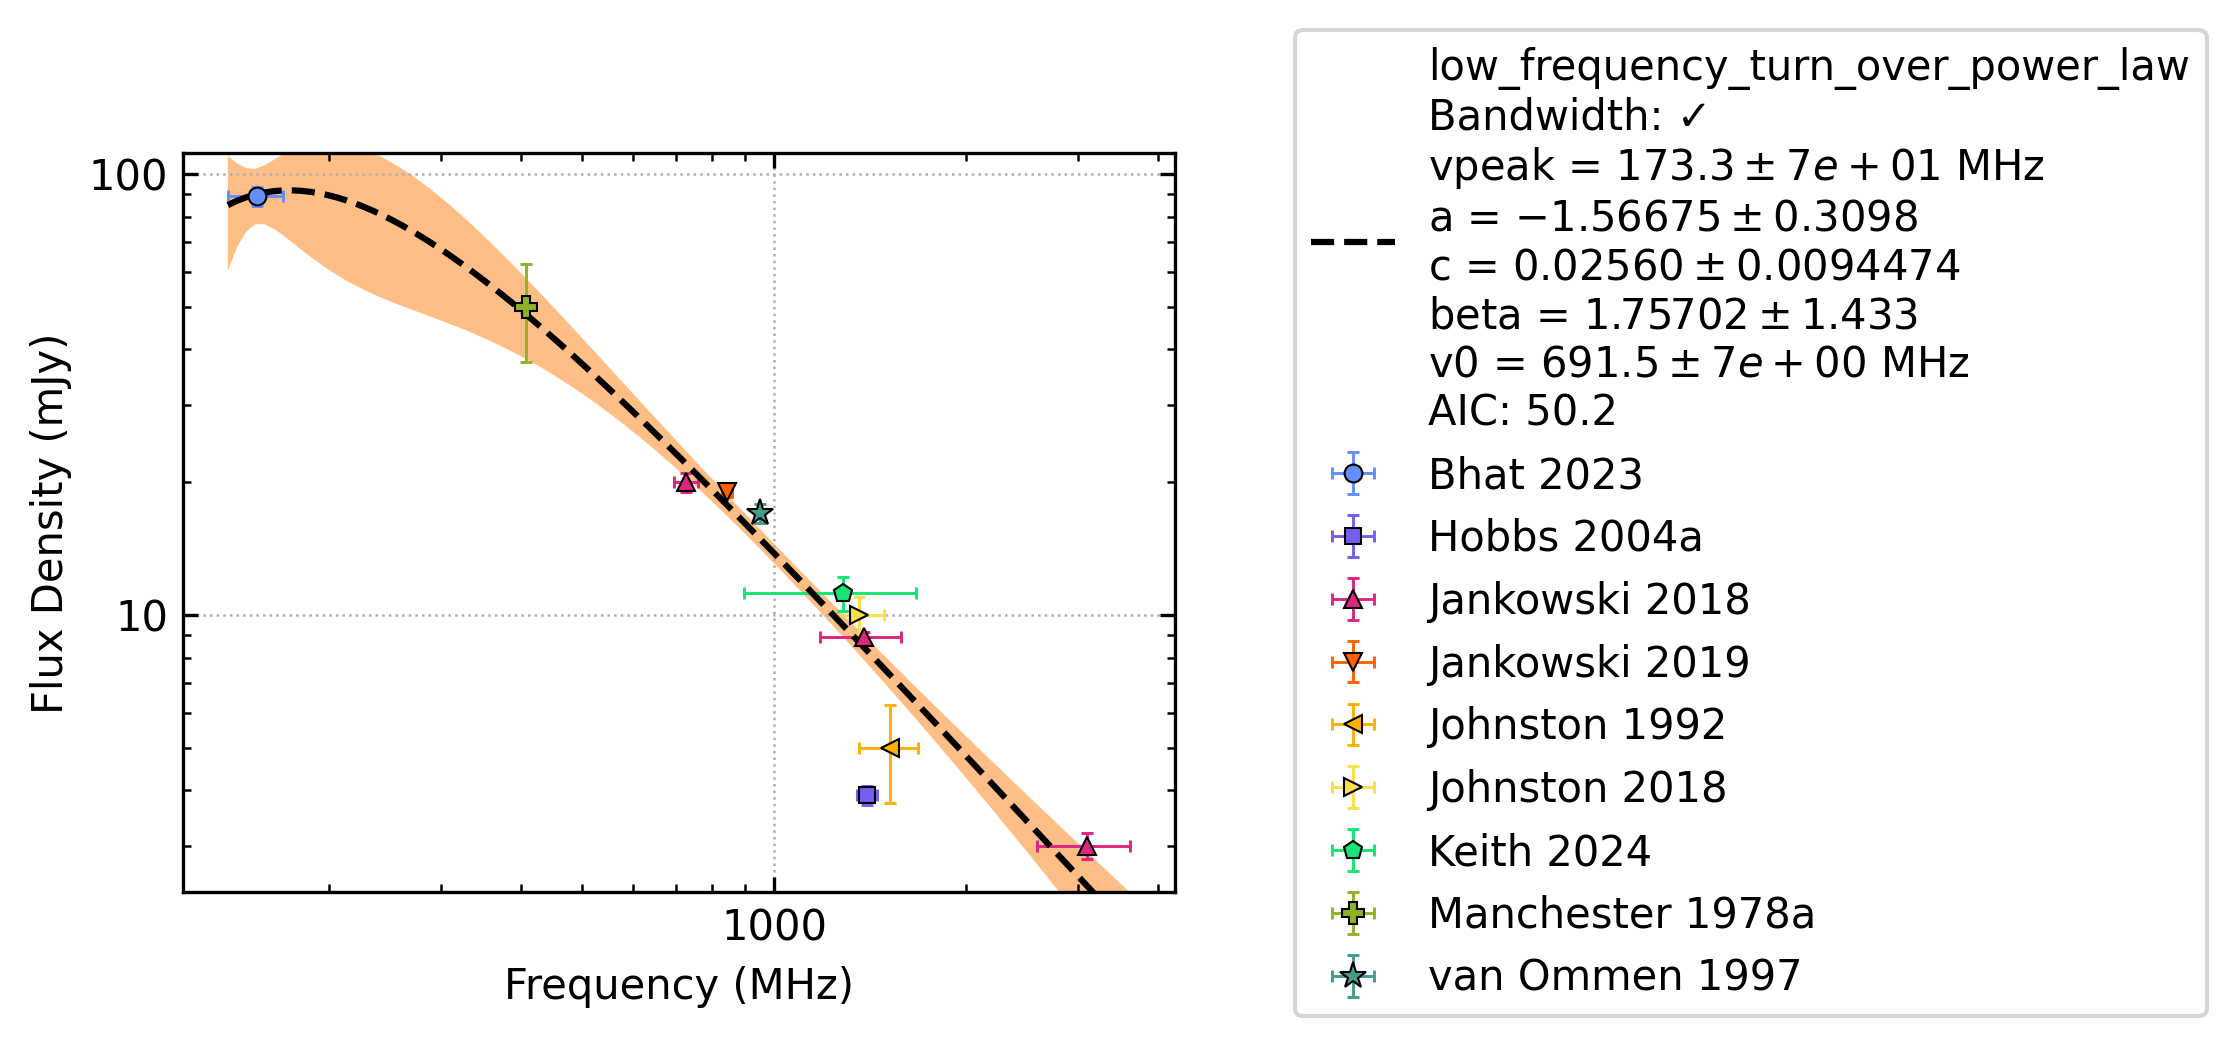 100
10
Flux Density (mJy)
1000
Frequency (MHz)
low_frequency_turn_over_power_law
Bandwidth: ✓
vpeak = 173.3 ± 7e + 01 MHz
a = −1.56675 ± 0.3098
c = 0.02560 ± 0.0094474
beta = 1.75702 ± 1.433
v0 = 691.5 ± 7e + 00 MHz
AIC: 50.2
Bhat 2023
Hobbs 2004a
Jankowski 2018
Jankowski 2019
Johnston 1992
Johnston 2018
Keith 2024
Manchester 1978a
van Ommen 1997